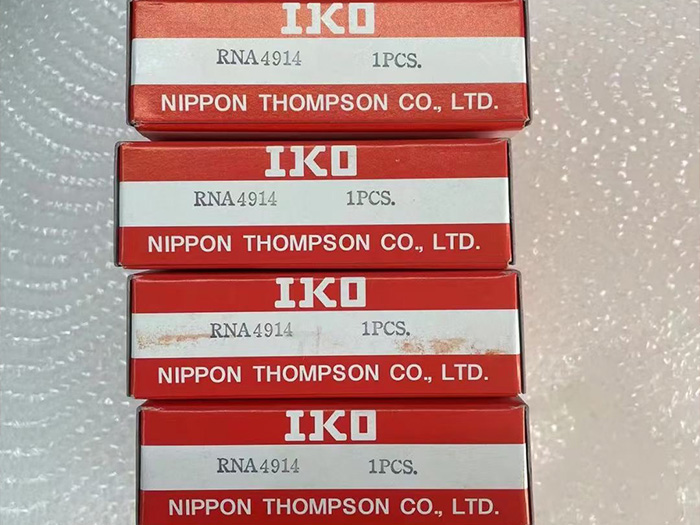 IKO
RNA4914 1PCS.
NIPPON THOMPSON CO., LTD.
IKO
RNA4914 1PCS.
NIPPON THOMPSON CO., LTD.
IKO
RNA4914 1PCS.
NIPPON THOMPSON CO., LTD.
IKO
RNA4914 1PCS.
NIPPON THOMPSON CO., LTD.